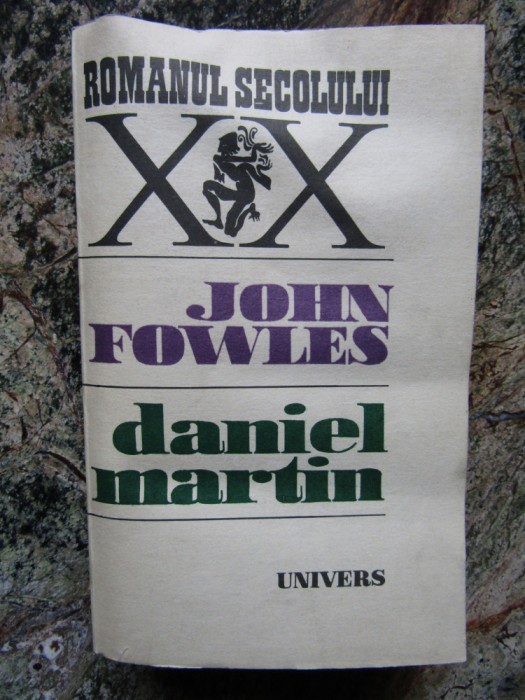 ROMANUL SECOLULUI
XX
JOHN
FOWLES
daniel
martin
UNIVERS